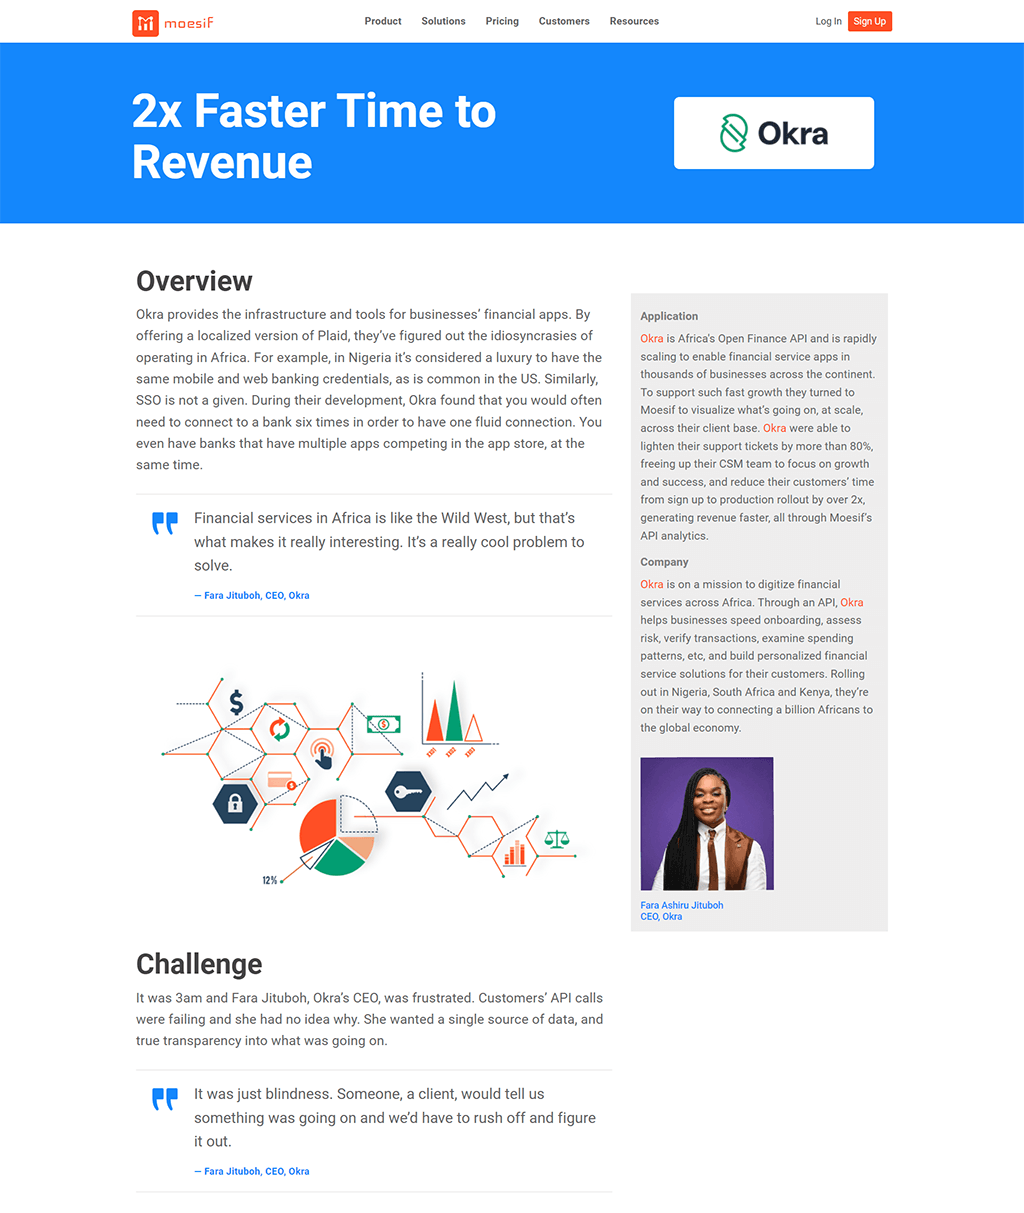 moesif
Product
Solutions
Pricing
Customers
Resources
Log In
Sign Up
2x Faster Time to
Revenue
Okra
Overview
Okra provides the infrastructure and tools for businesses’ financial apps. By
offering a localized version of Plaid, they’ve figured out the idiosyncrasies of
operating in Africa. For example, in Nigeria it’s considered a luxury to have the
same mobile and web banking credentials, as is common in the US. Similarly,
SSO is not a given. During their development, Okra found that you would often
need to connect to a bank six times in order to have one fluid connection. You
even have banks that have multiple apps competing in the app store, at the
same time.
Financial services in Africa is like the Wild West, but that’s
what makes it really interesting. It’s a really cool problem to
solve.
— Fara Jituboh, CEO, Okra
$
$
$
12%
Application
Okra is Africa’s Open Finance API and is rapidly
scaling to enable financial service apps in
thousands of businesses across the continent.
To support such fast growth they turned to
Moesif to visualize what’s going on, at scale,
across their client base. Okra were able to
lighten their support tickets by more than 80%,
freeing up their CSM team to focus on growth
and success, and reduce their customers’ time
from sign up to production rollout by over 2x,
generating revenue faster, all through Moesif’s
API analytics.
Company
Okra is on a mission to digitize financial
services across Africa. Through an API, Okra
helps businesses speed onboarding, assess
risk, verify transactions, examine spending
patterns, etc, and build personalized financial
service solutions for their customers. Rolling
out in Nigeria, South Africa and Kenya, they’re
on their way to connecting a billion Africans to
the global economy.
Fara Ashiru Jituboh
CEO, Okra
Challenge
It was 3am and Fara Jituboh, Okra’s CEO, was frustrated. Customers’ API calls
were failing and she had no idea why. She wanted a single source of data, and
true transparency into what was going on.
It was just blindness. Someone, a client, would tell us
something was going on and we’d have to rush off and figure
it out.
— Fara Jituboh, CEO, Okra